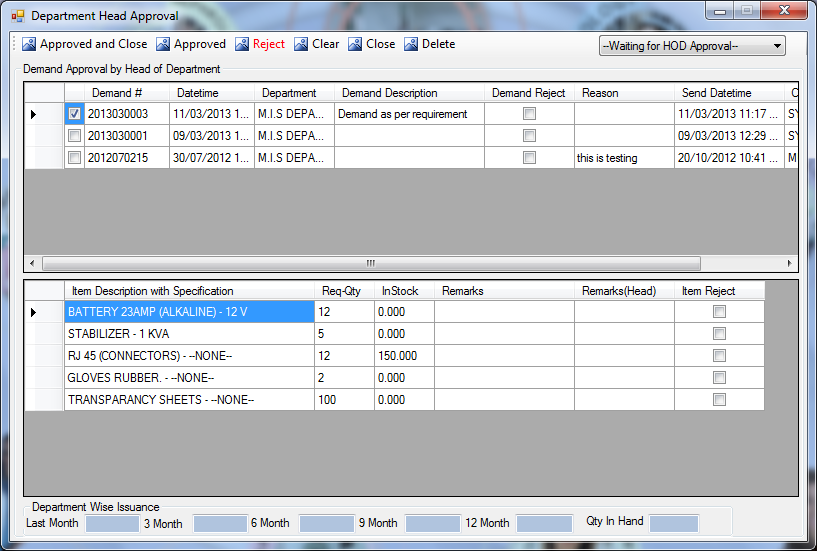 Department Head Approval
Approved and Close Approved Reject Clear Close Delete --Waiting for HOD Approval--
Demand Approval by Head of Department
Demand # Datetime Department Demand Description Demand Reject Reason Send Datetime C
2013030003 11/03/2013 1... M.I.S DEPA... Demand as per requirement 11/03/2013 11:17 ... SY
2013030001 09/03/2013 1... M.I.S DEPA... 09/03/2013 12:29 ... SY
2012070215 30/07/2012 1... M.I.S DEPA... this is testing 20/10/2012 10:41 ... M
Item Description with Specification Req-Qty InStock Remarks Remarks(Head) Item Reject
BATTERY 23AMP (ALKALINE) - 12 V 12 0.000
STABILIZER - 1 KVA 5 0.000
RJ 45 (CONNECTORS) - --NONE-- 12 150.000
GLOVES RUBBER. - --NONE-- 2 0.000
TRANSPARANCY SHEETS - --NONE-- 100 0.000
Department Wise Issuance
Last Month 3 Month 6 Month 9 Month 12 Month Qty In Hand